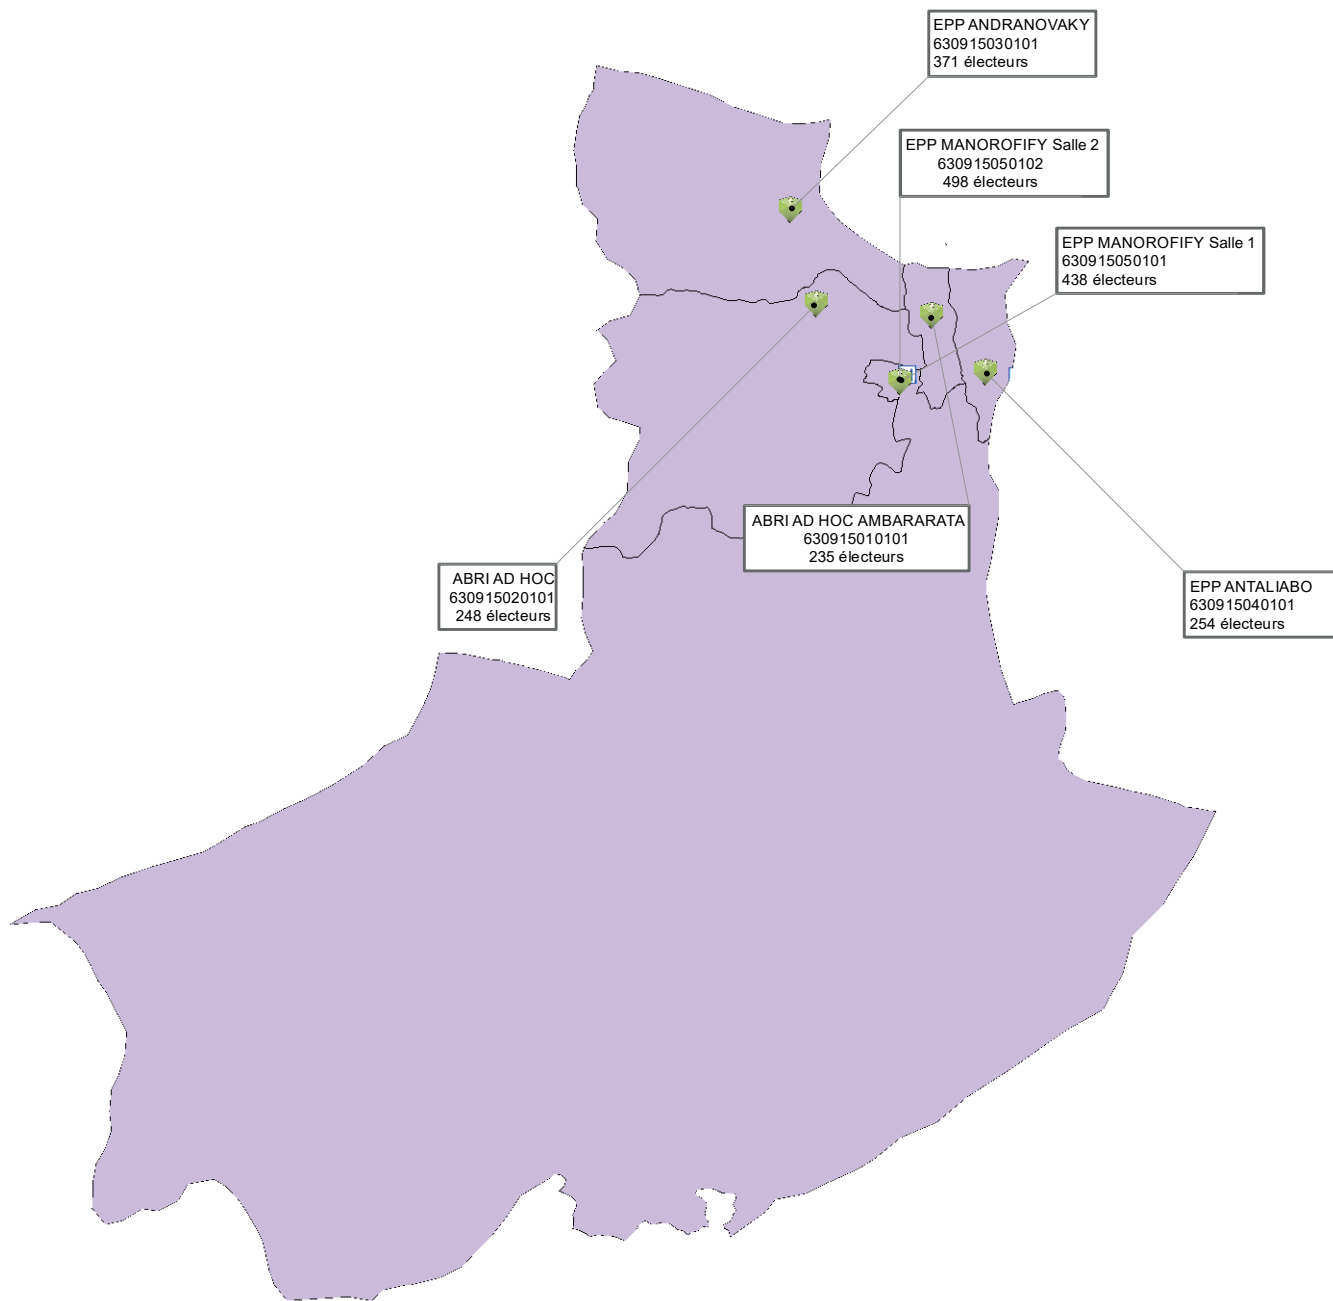 EPP ANDRANOVAKY
630915030101
371 électeurs
EPP MANOROFIFY Salle 2
630915050102
498 électeurs
EPP MANOROFIFY Salle 1
630915050101
438 électeurs
ABRI AD HOC AMBARARATA
630915010101
235 électeurs
ABRI AD HOC
630915020101
248 électeurs
EPP ANTALIABO
630915040101
254 électeurs